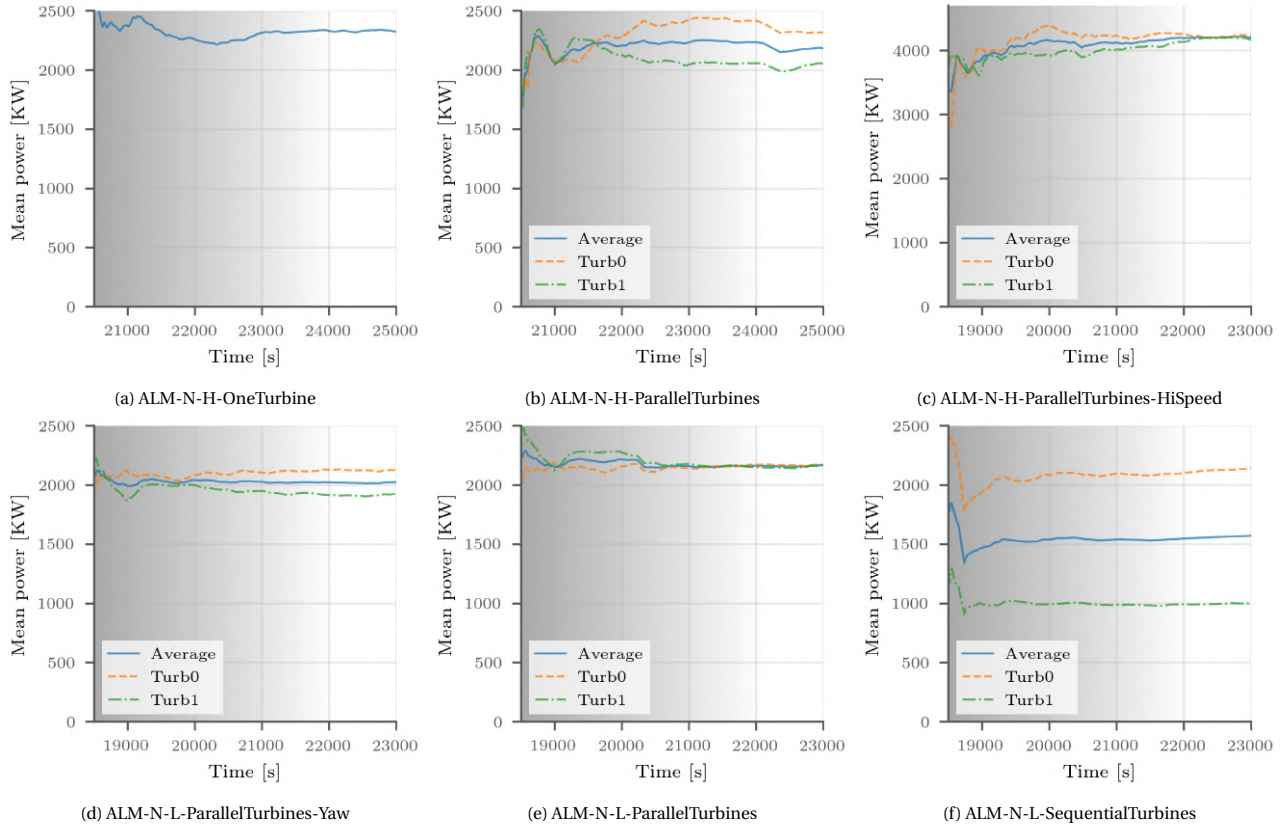 2500
2000
1500
1000
500
0
Mean power [KW]
21000 22000 23000 24000 25000
Time [s]
(a) ALM-N-H-OneTurbine
2500
2000
1500
1000
500
0
Mean power [KW]
Average
Turb0
Turb1
21000 22000 23000 24000 25000
Time [s]
(b) ALM-N-H-ParallelTurbines
4000
3000
2000
1000
0
Mean power [KW]
Average
Turb0
Turb1
19000 20000 21000 22000 23000
Time [s]
(c) ALM-N-H-ParallelTurbines-HiSpeed
2500
2000
1500
1000
500
0
Mean power [KW]
Average
Turb0
Turb1
19000 20000 21000 22000 23000
Time [s]
(d) ALM-N-L-ParallelTurbines-Yaw
2500
2000
1500
1000
500
0
Mean power [KW]
Average
Turb0
Turb1
19000 20000 21000 22000 23000
Time [s]
(e) ALM-N-L-ParallelTurbines
2500
2000
1500
1000
500
0
Mean power [KW]
Average
Turb0
Turb1
19000 20000 21000 22000 23000
Time [s]
(f) ALM-N-L-SequentialTurbines